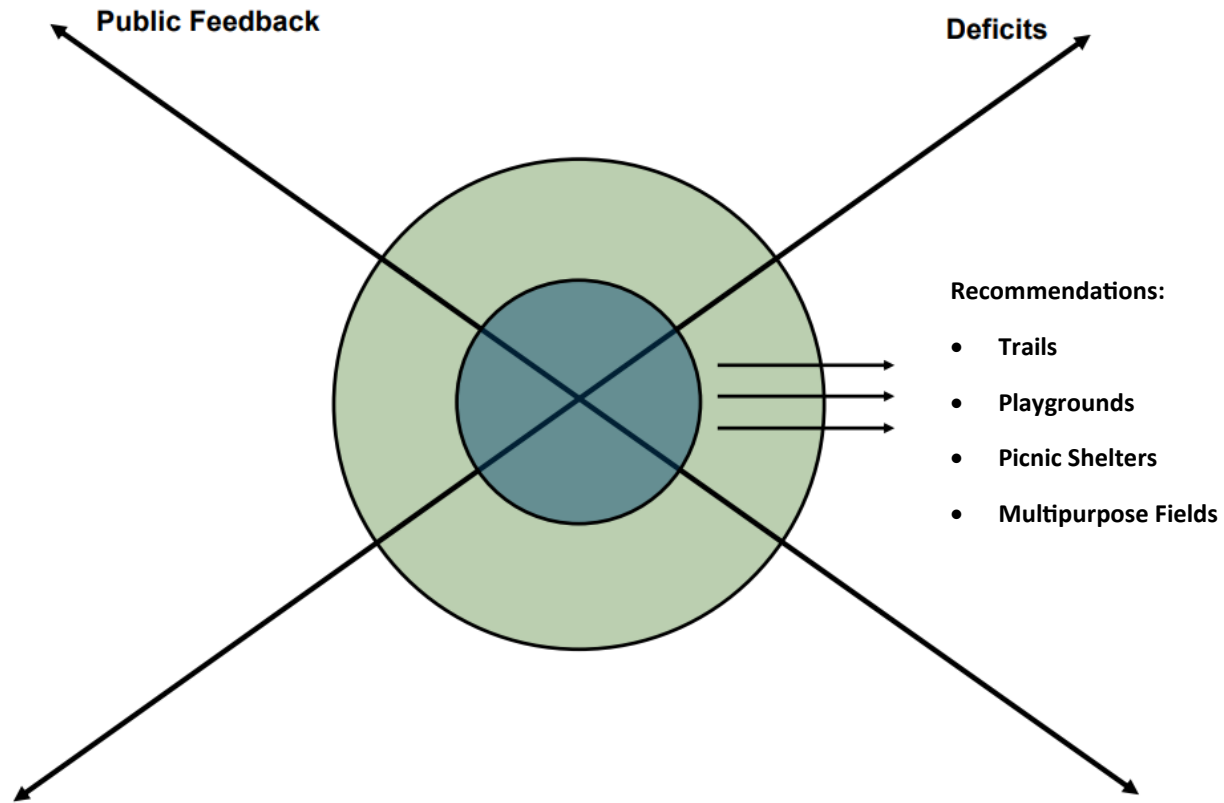 Public Feedback
Deficits
Recommendations:
• Trails
• Playgrounds
• Picnic Shelters
• Multipurpose Fields